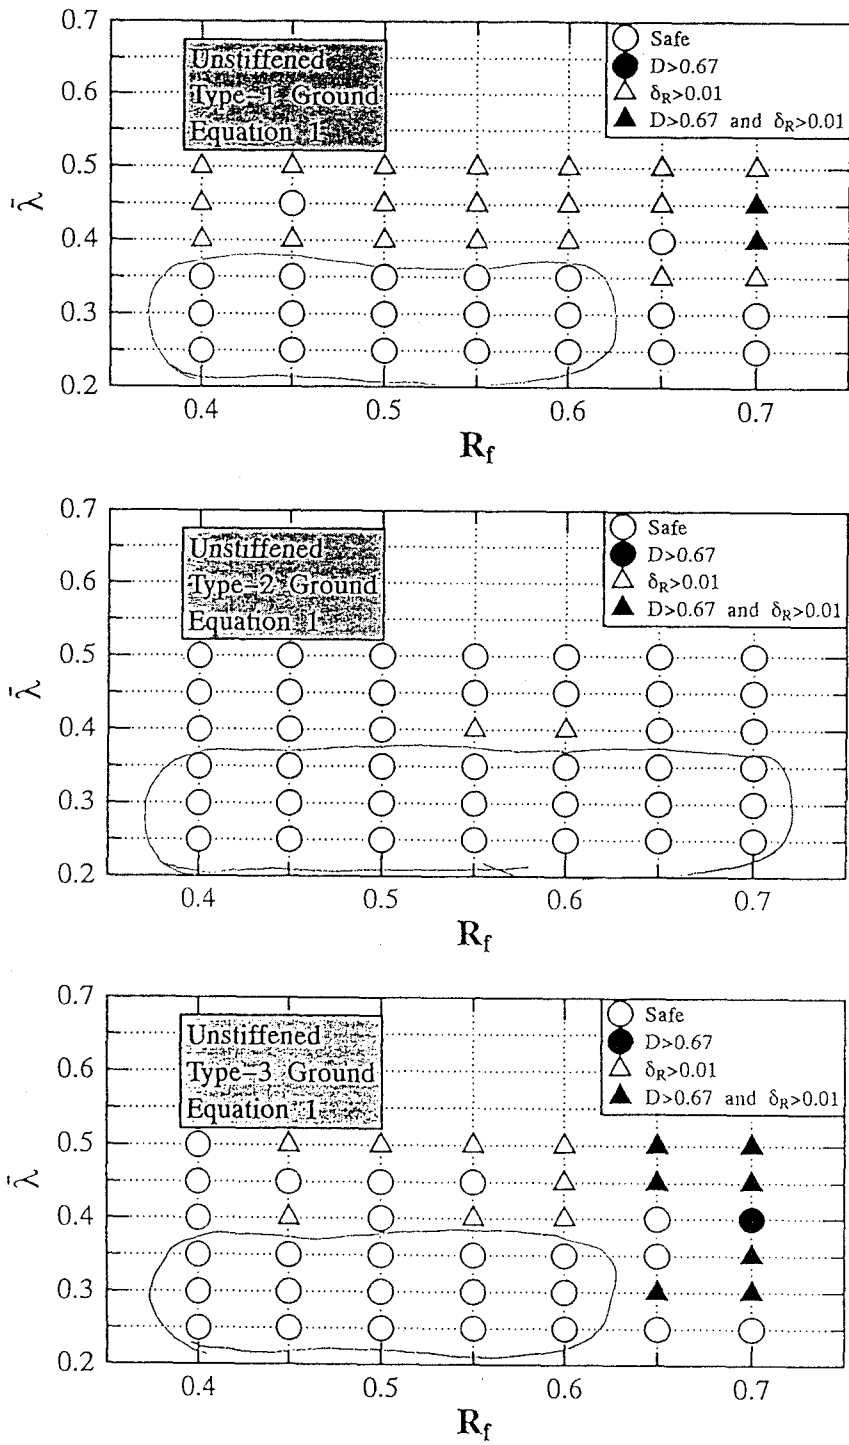 0.7
0.6
0.5
0.4
0.3
0.2
λ̄
Unstiffened
Type-1 Ground
Equation 1
Safe
D>0.67
δR>0.01
D>0.67 and δR>0.01
0.4 0.5 0.6 0.7
Rf
0.7
0.6
0.5
0.4
0.3
0.2
λ̄
Unstiffened
Type-2 Ground
Equation 1
Safe
D>0.67
δR>0.01
D>0.67 and δR>0.01
0.4 0.5 0.6 0.7
Rf
0.7
0.6
0.5
0.4
0.3
0.2
λ̄
Unstiffened
Type-3 Ground
Equation 1
Safe
D>0.67
δR>0.01
D>0.67 and δR>0.01
0.4 0.5 0.6 0.7
Rf